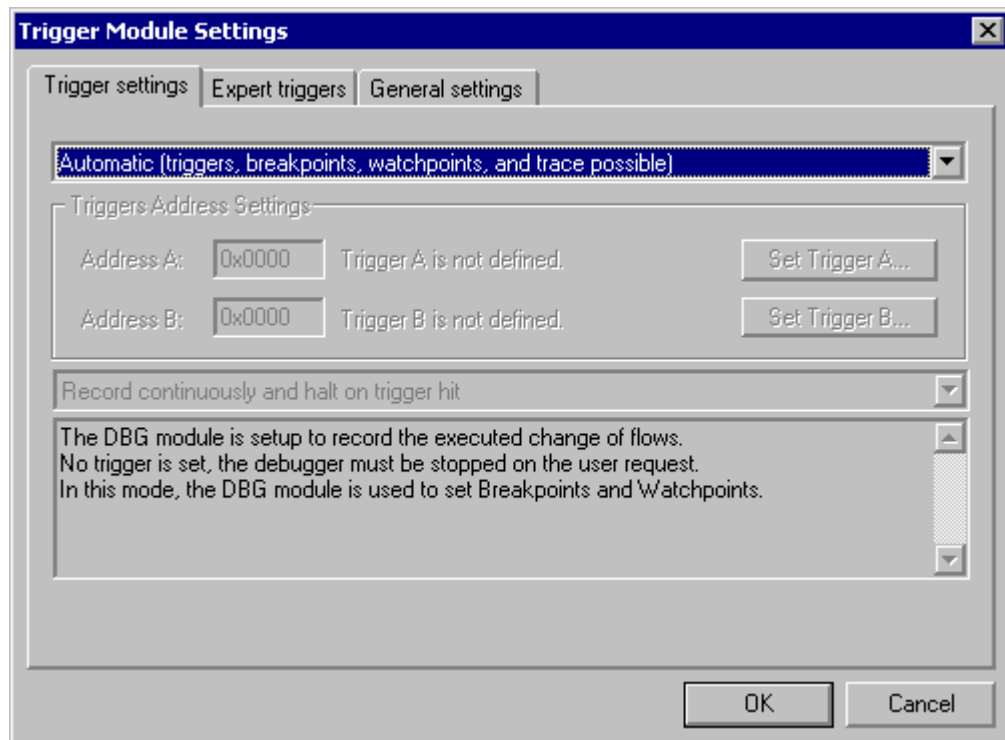 Trigger Module Settings
Trigger settings Expert triggers General settings
Automatic (triggers, breakpoints, watchpoints, and trace possible)
Triggers Address Settings
Address A: 0x0000 Trigger A is not defined. Set Trigger A...
Address B: 0x0000 Trigger B is not defined. Set Trigger B...
Record continuously and halt on trigger hit
The DBG module is setup to record the executed change of flows.
No trigger is set, the debugger must be stopped on the user request.
In this mode, the DBG module is used to set Breakpoints and Watchpoints.
OK Cancel